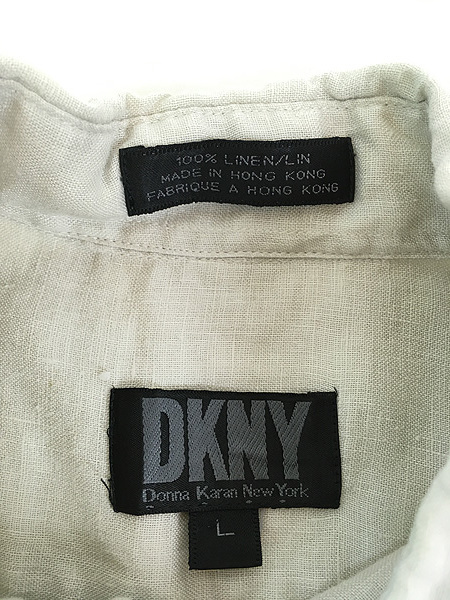 100% LINEN/LIN
MADE IN HONG KONG
FABRIQUE A HONG KONG
DKNY
Donna Karan New York
L